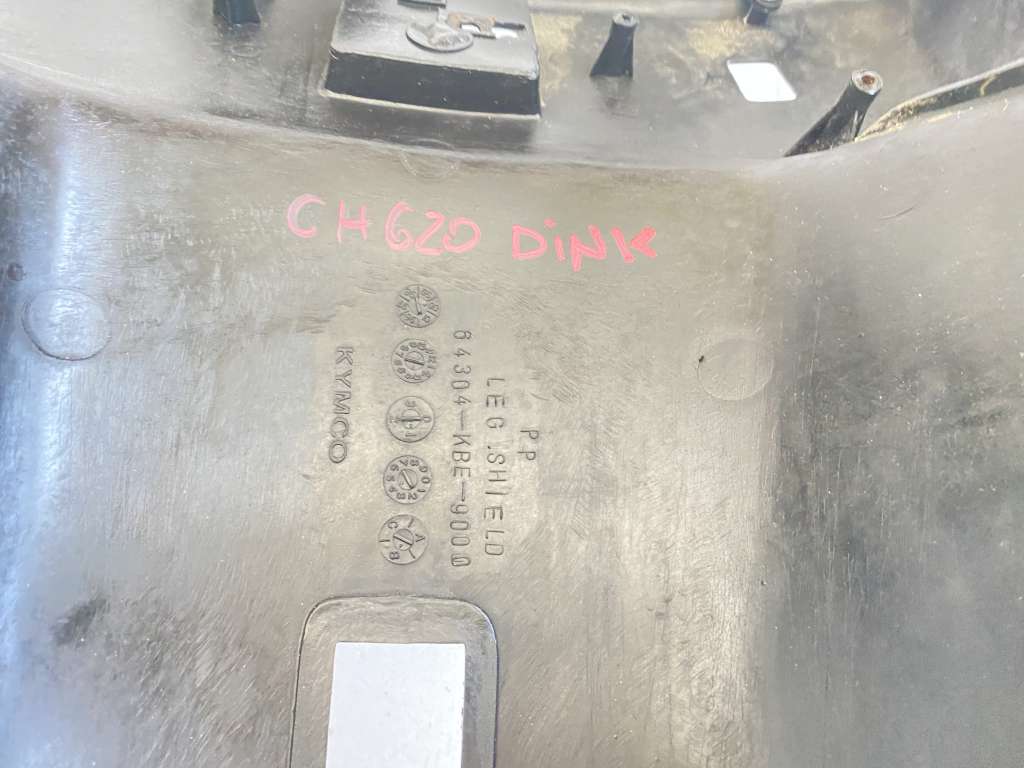 CH620 DiNK
PP
LEG SHIELD
64304-KBE-9000
KYMCO